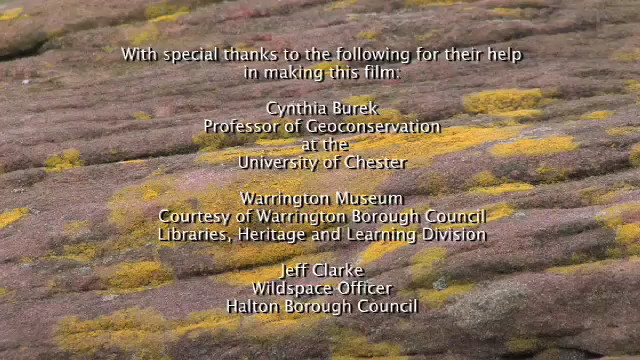 With special thanks to the following for their help
in making this film:
Cynthia Burek
Professor of Geoconservation
at the
University of Chester
Warrington Museum
Courtesy of Warrington Borough Council
Libraries, Heritage and Learning Division
Jeff Clarke
Wildspace Officer
Halton Borough Council